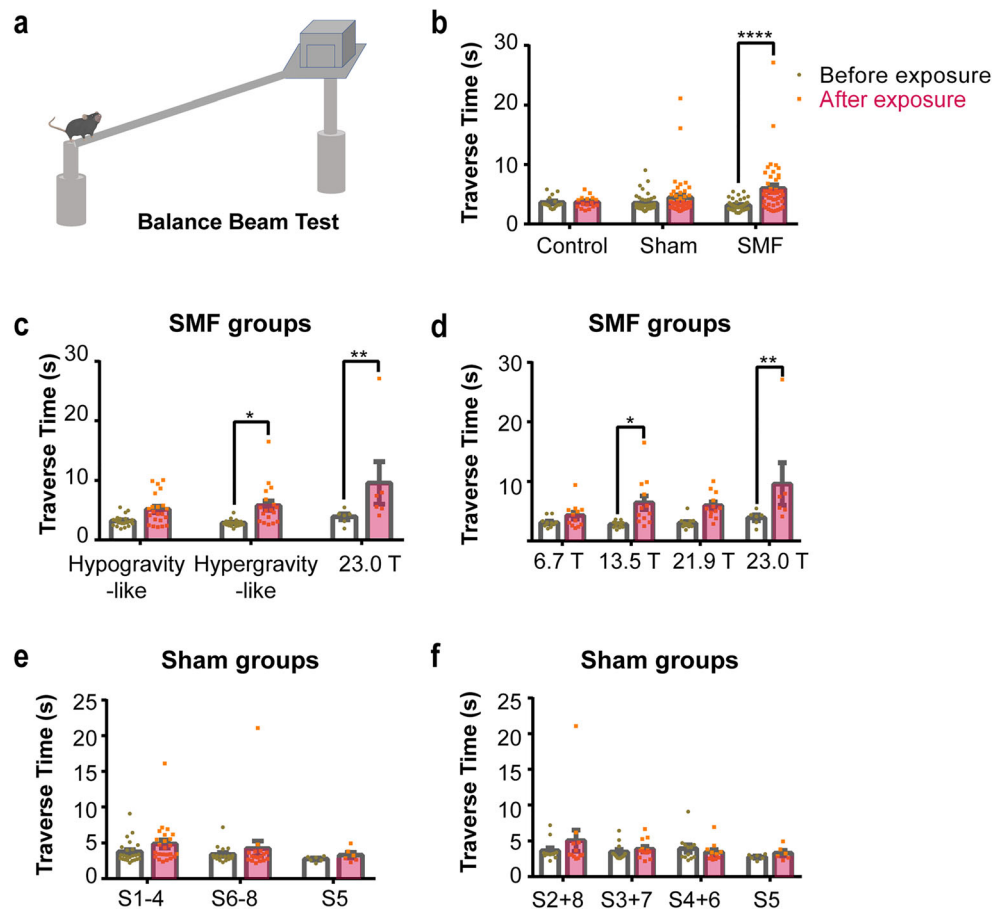 a
Balance Beam Test
b
Traverse Time (s)
30
20
10
0
****
Control Sham SMF
Before exposure
After exposure
c
SMF groups
Traverse Time (s)
30
20
10
0
*
**
Hypogravity
-like
Hypergravity
-like
23.0 T
d
SMF groups
Traverse Time (s)
30
20
10
*
**
6.7 T 13.5 T 21.9 T 23.0 T
e
Sham groups
Traverse Time (s)
25
20
15
10
5
0
S1-4 S6-8 S5
f
Sham groups
Traverse Time (s)
25
20
15
10
5
0
S2+8 S3+7 S4+6 S5